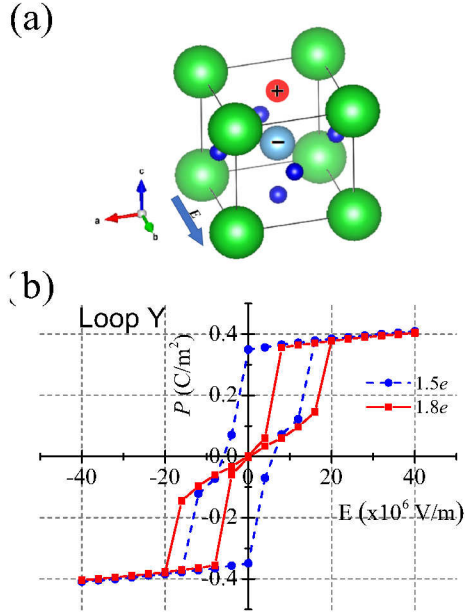 (a)
+
−
c
a
b
E
(b)
Loop Y
P (C/m²)
0.4
0.2
0.0
-0.2
-0.4
-40
-20
0
20
40
E (x10⁶ V/m)
1.5e
1.8e